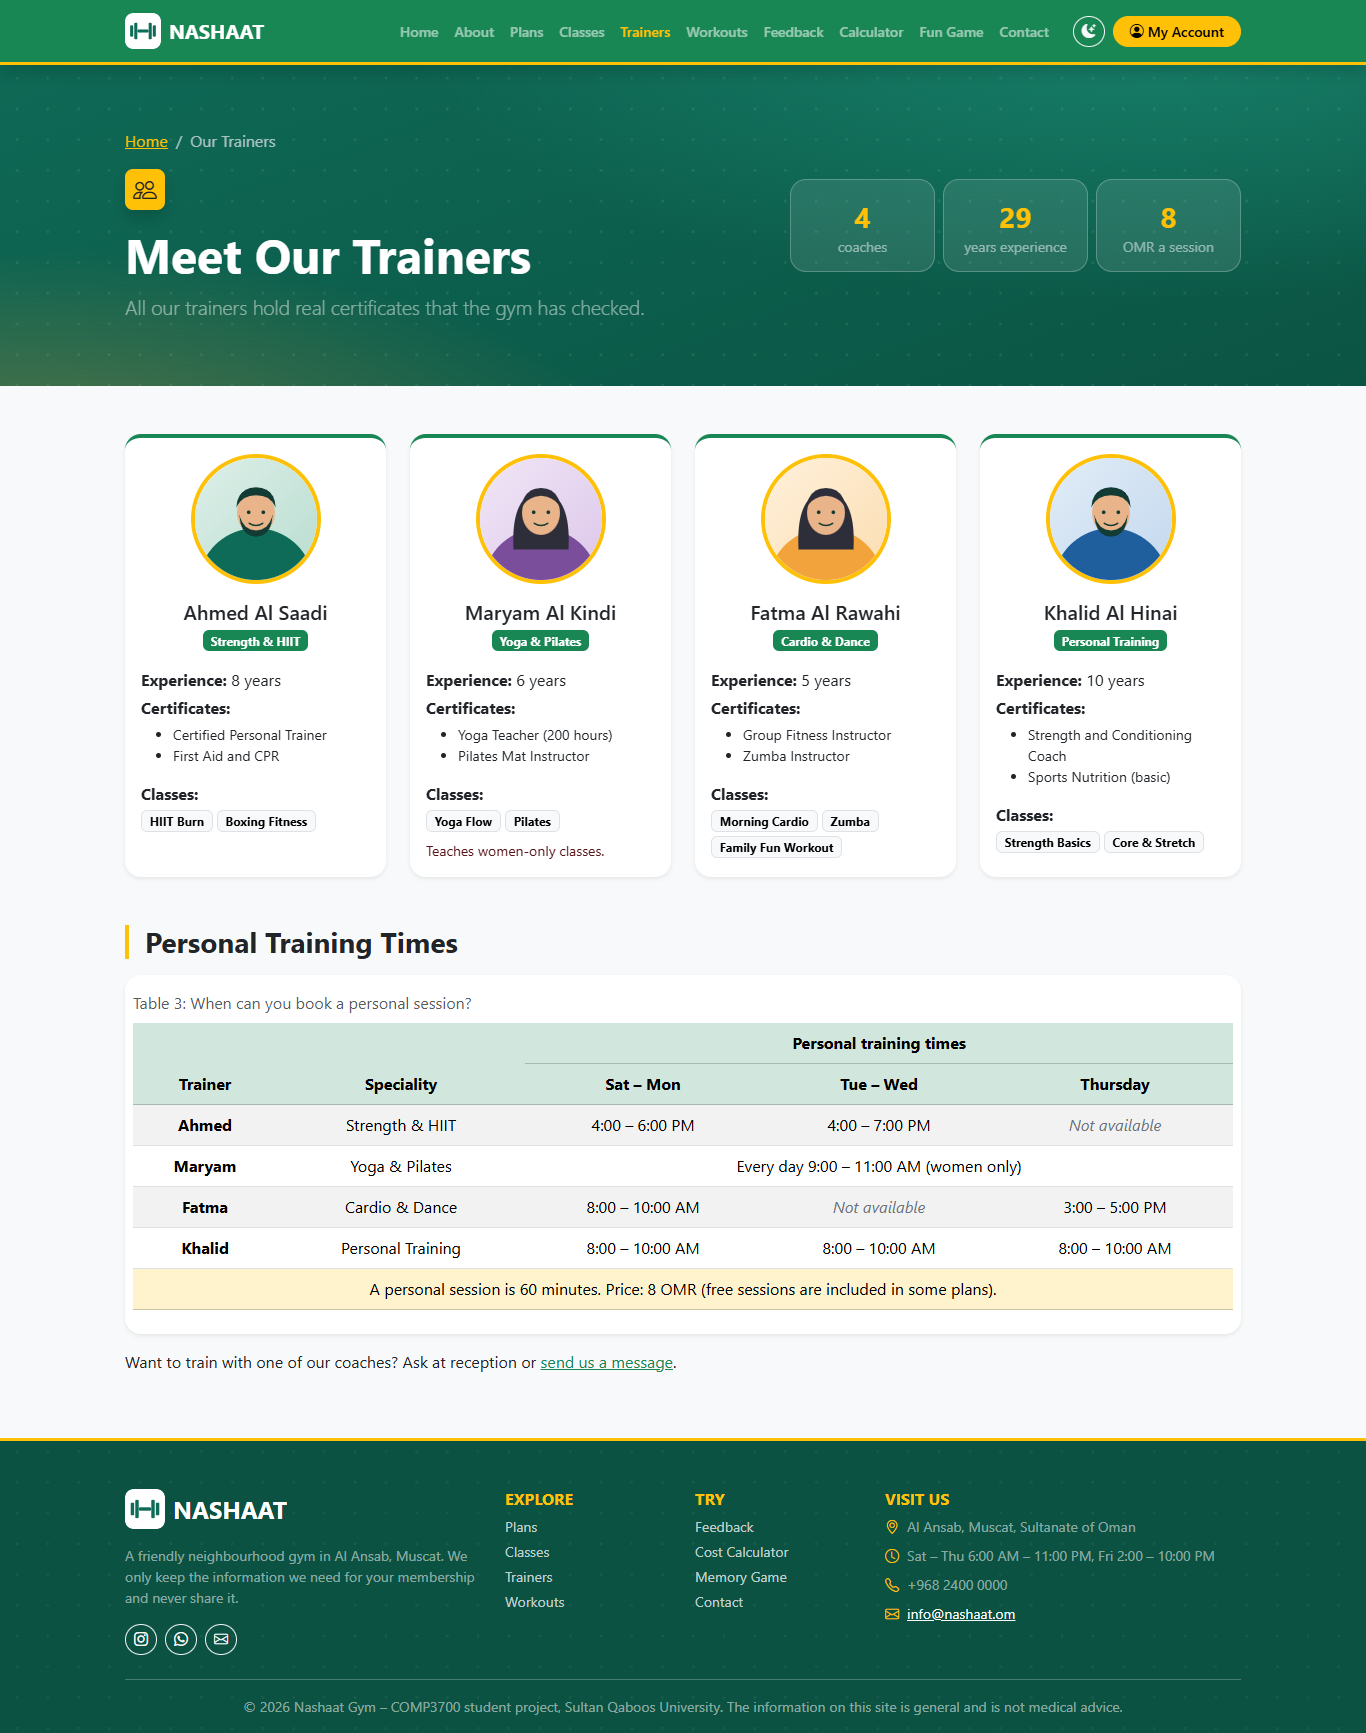 NASHAAT
Home About Plans Classes Trainers Workouts Feedback Calculator Fun Game Contact My Account
Home / Our Trainers
Meet Our Trainers
All our trainers hold real certificates that the gym has checked.
4
coaches
29
years experience
8
OMR a session
Ahmed Al Saadi
Strength & HIIT
Experience: 8 years
Certificates:
Certified Personal Trainer
First Aid and CPR
Classes:
HIIT Burn Boxing Fitness
Maryam Al Kindi
Yoga & Pilates
Experience: 6 years
Certificates:
Yoga Teacher (200 hours)
Pilates Mat Instructor
Classes:
Yoga Flow Pilates
Teaches women-only classes.
Fatma Al Rawahi
Cardio & Dance
Experience: 5 years
Certificates:
Group Fitness Instructor
Zumba Instructor
Classes:
Morning Cardio Zumba
Family Fun Workout
Khalid Al Hinai
Personal Training
Experience: 10 years
Certificates:
Strength and Conditioning
Coach
Sports Nutrition (basic)
Classes:
Strength Basics Core & Stretch
Personal Training Times
Table 3: When can you book a personal session?
Personal training times
Trainer Speciality Sat – Mon Tue – Wed Thursday
Ahmed Strength & HIIT 4:00 – 6:00 PM 4:00 – 7:00 PM Not available
Maryam Yoga & Pilates Every day 9:00 – 11:00 AM (women only)
Fatma Cardio & Dance 8:00 – 10:00 AM Not available 3:00 – 5:00 PM
Khalid Personal Training 8:00 – 10:00 AM 8:00 – 10:00 AM 8:00 – 10:00 AM
A personal session is 60 minutes. Price: 8 OMR (free sessions are included in some plans).
Want to train with one of our coaches? Ask at reception or send us a message.
NASHAAT
A friendly neighbourhood gym in Al Ansab, Muscat. We
only keep the information we need for your membership
and never share it.
EXPLORE
Plans
Classes
Trainers
Workouts
TRY
Feedback
Cost Calculator
Memory Game
Contact
VISIT US
Al Ansab, Muscat, Sultanate of Oman
Sat – Thu 6:00 AM – 11:00 PM, Fri 2:00 – 10:00 PM
+968 2400 0000
info@nashaat.om
© 2026 Nashaat Gym – COMP3700 student project, Sultan Qaboos University. The information on this site is general and is not medical advice.